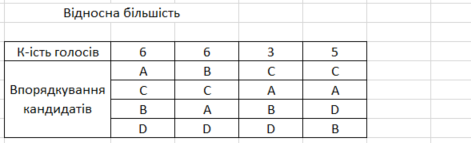 Відносна більшість
К-ість голосів 6 6 3 5
Впорядкування кандидатів A B C C
C C A A
B A B D
D D D B